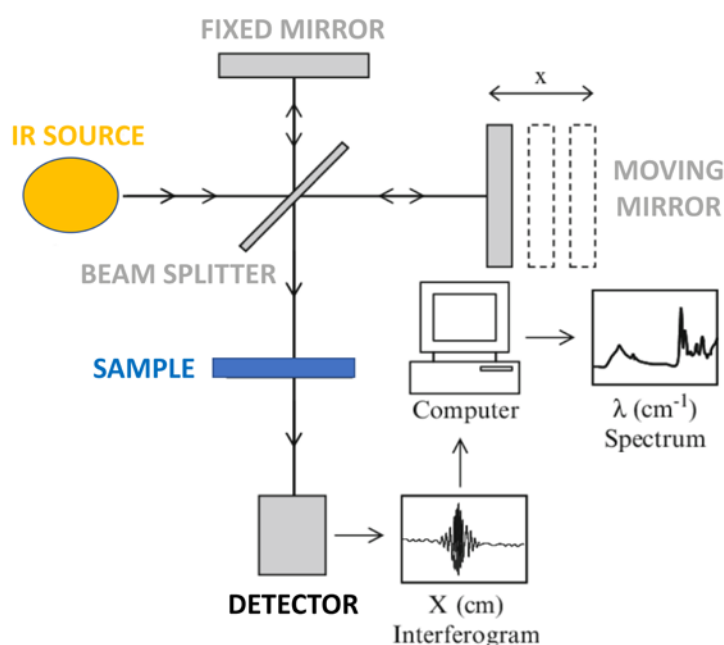 FIXED MIRROR
x
IR SOURCE
MOVING
MIRROR
BEAM SPLITTER
SAMPLE
Computer
λ (cm⁻¹)
Spectrum
DETECTOR
X (cm)
Interferogram